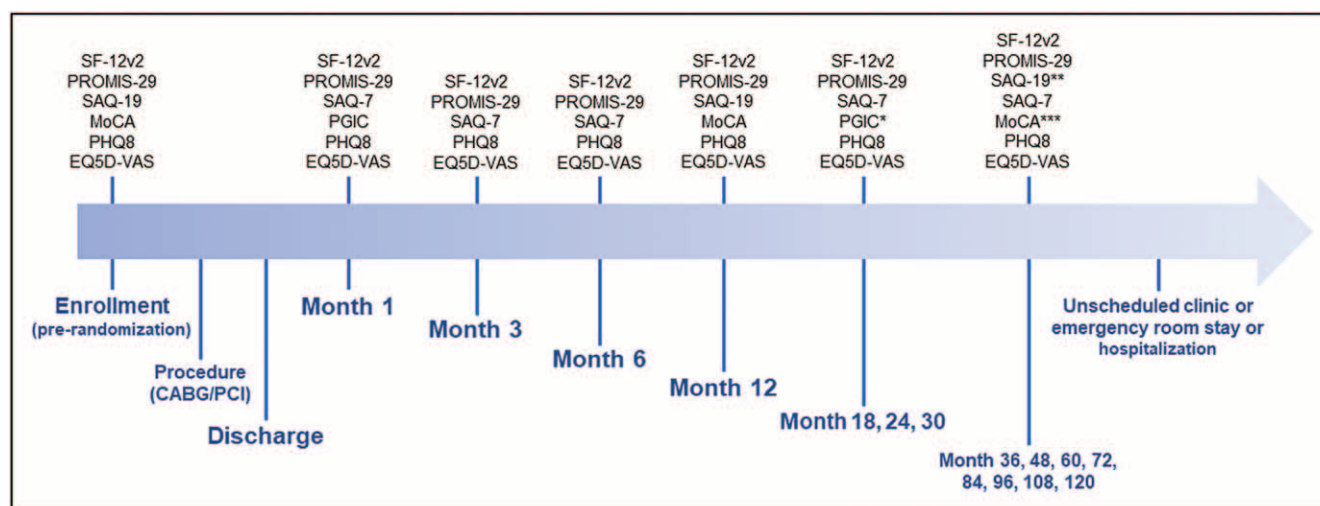 SF-12v2
PROMIS-29
SAQ-19
MoCA
PHQ8
EQ5D-VAS
SF-12v2
PROMIS-29
SAQ-7
PGIC
PHQ8
EQ5D-VAS
SF-12v2
PROMIS-29
SAQ-7
PHQ8
EQ5D-VAS
SF-12v2
PROMIS-29
SAQ-7
PHQ8
EQ5D-VAS
SF-12v2
PROMIS-29
SAQ-19
MoCA
PHQ8
EQ5D-VAS
SF-12v2
PROMIS-29
SAQ-7
PGIC*
PHQ8
EQ5D-VAS
SF-12v2
PROMIS-29
SAQ-19**
SAQ-7
MoCA***
PHQ8
EQ5D-VAS
Enrollment
(pre-randomization)
Procedure
(CABG/PCI)
Discharge
Month 1
Month 3
Month 6
Month 12
Month 18, 24, 30
Month 36, 48, 60, 72,
84, 96, 108, 120
Unscheduled clinic or
emergency room stay or
hospitalization